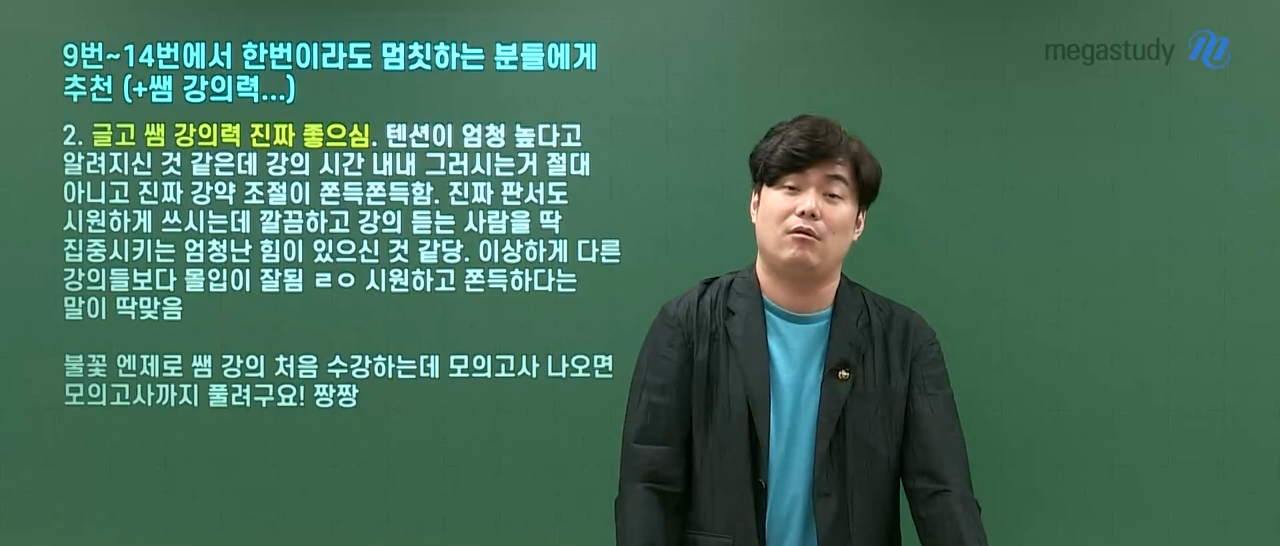 9번~14번에서 한번이라도 멈칫하는 분들에게
추천 (+쌤 강의력...)
megastudy
2. 글고 쌤 강의력 진짜 좋으심. 텐션이 엄청 높다고
알려지신 것 같은데 강의 시간 내내 그러시는거 절대
아니고 진짜 강약 조절이 쫀득쫀득함. 진짜 판서도
시원하게 쓰시는데 깔끔하고 강의 듣는 사람을 딱
집중시키는 엄청난 힘이 있으신 것 같당. 이상하게 다른
강의들보다 몰입이 잘됨 ㄹㅇ 시원하고 쫀득하다는
말이 딱맞음
불꽃 엔제로 쌤 강의 처음 수강하는데 모의고사 나오면
모의고사까지 풀려구요! 짱짱